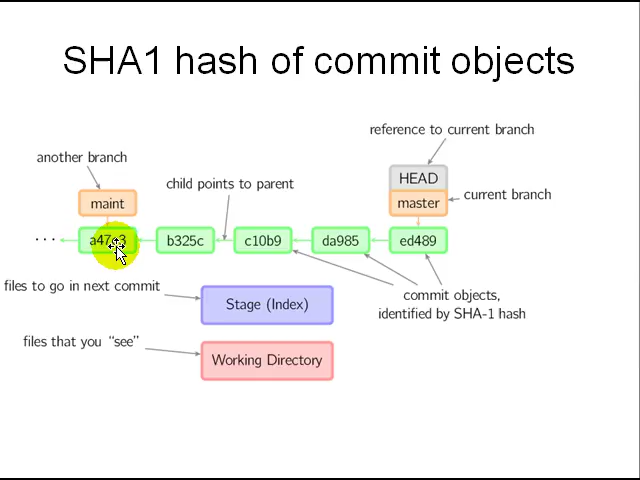 SHA1 hash of commit objects
reference to current branch
another branch
child points to parent
HEAD
current branch
maint
master
...
b325c
c10b9
da985
ed489
files to go in next commit
Stage (Index)
commit objects,
identified by SHA-1 hash
files that you “see”
Working Directory